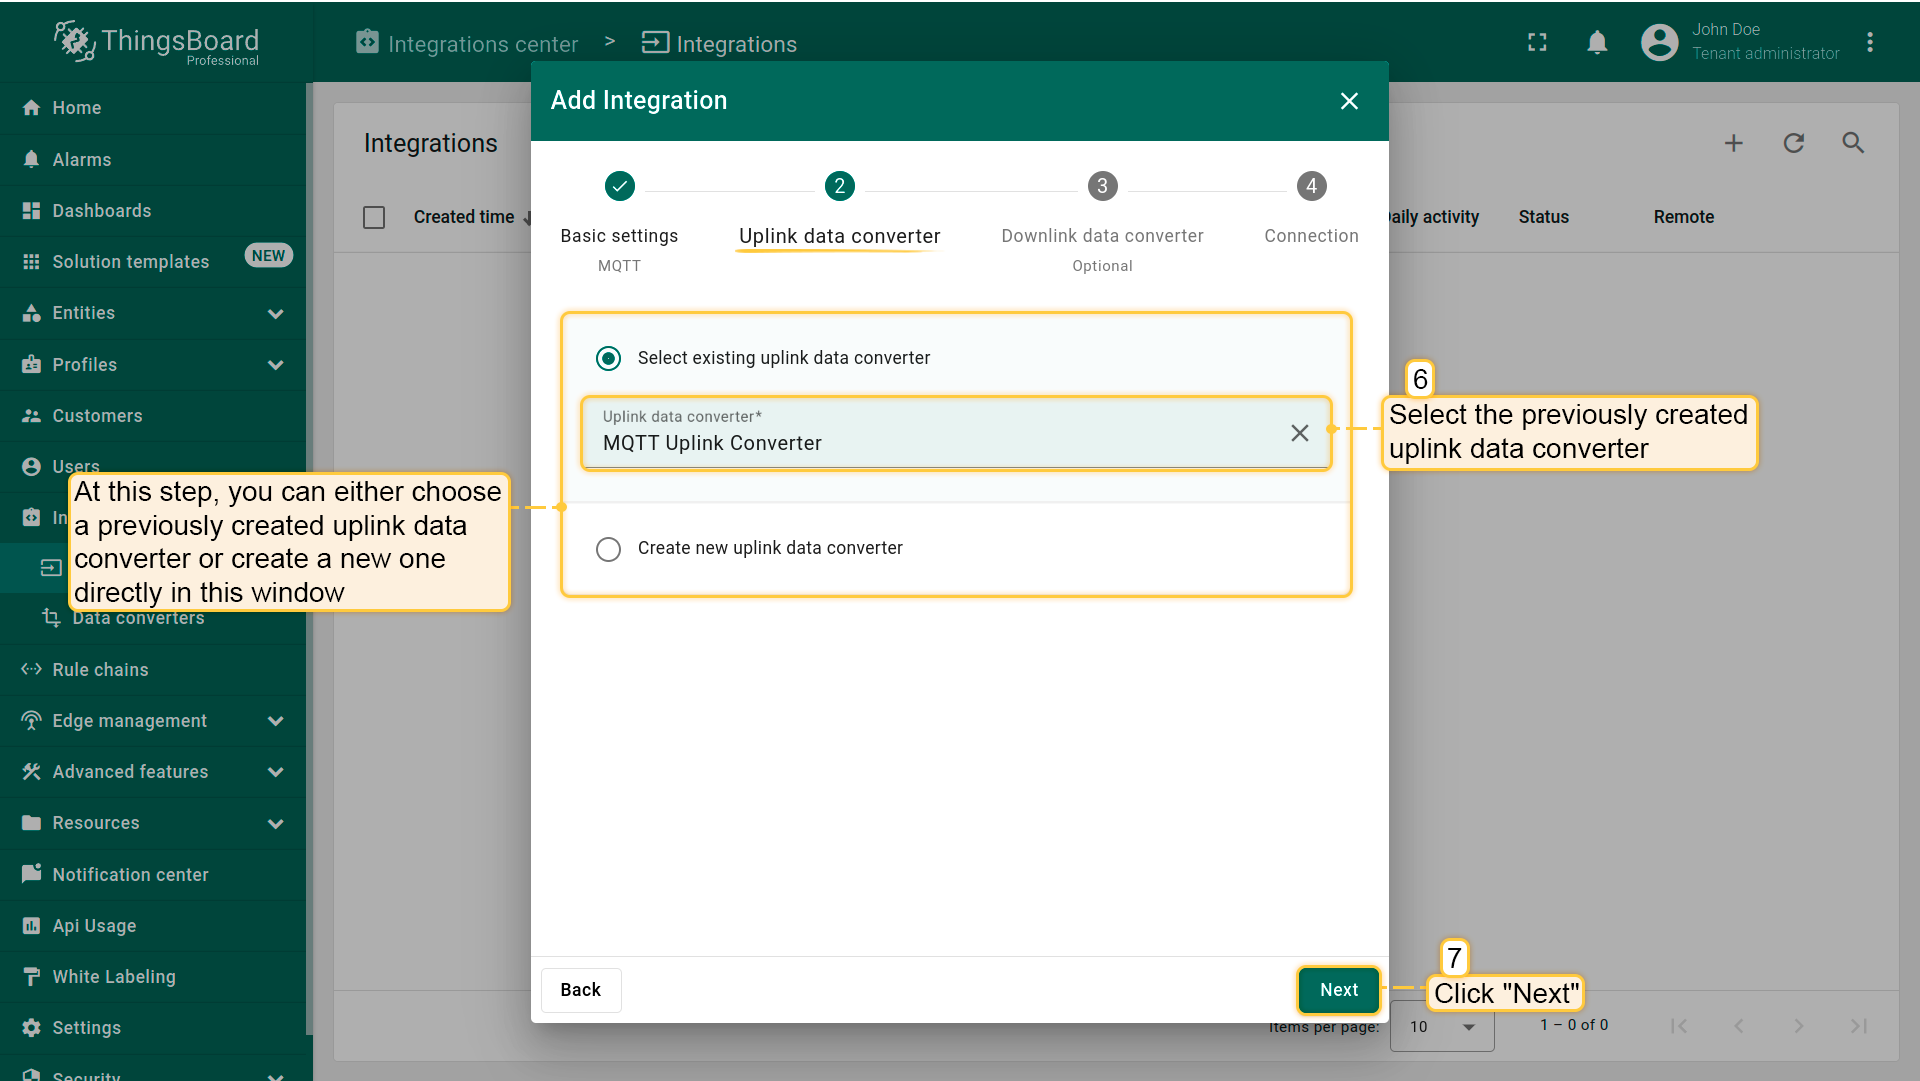 ThingsBoard
Professional
Integrations center > Integrations
John Doe
Tenant administrator
Home
Alarms
Dashboards
Solution templates NEW
Entities
Profiles
Customers
Users
In
Data converters
Rule chains
Edge management
Advanced features
Resources
Notification center
Api Usage
White Labeling
Settings
Security
Integrations
Created time
aily activity
Status
Remote
Add Integration
2
3
4
Basic settings
MQTT
Uplink data converter
Downlink data converter
Optional
Connection
Select existing uplink data converter
Uplink data converter*
MQTT Uplink Converter
Create new uplink data converter
At this step, you can either choose
a previously created uplink data
converter or create a new one
directly in this window
6
Select the previously created
uplink data converter
Back
Next
7
Click "Next"
Items per page:
10
1 – 0 of 0